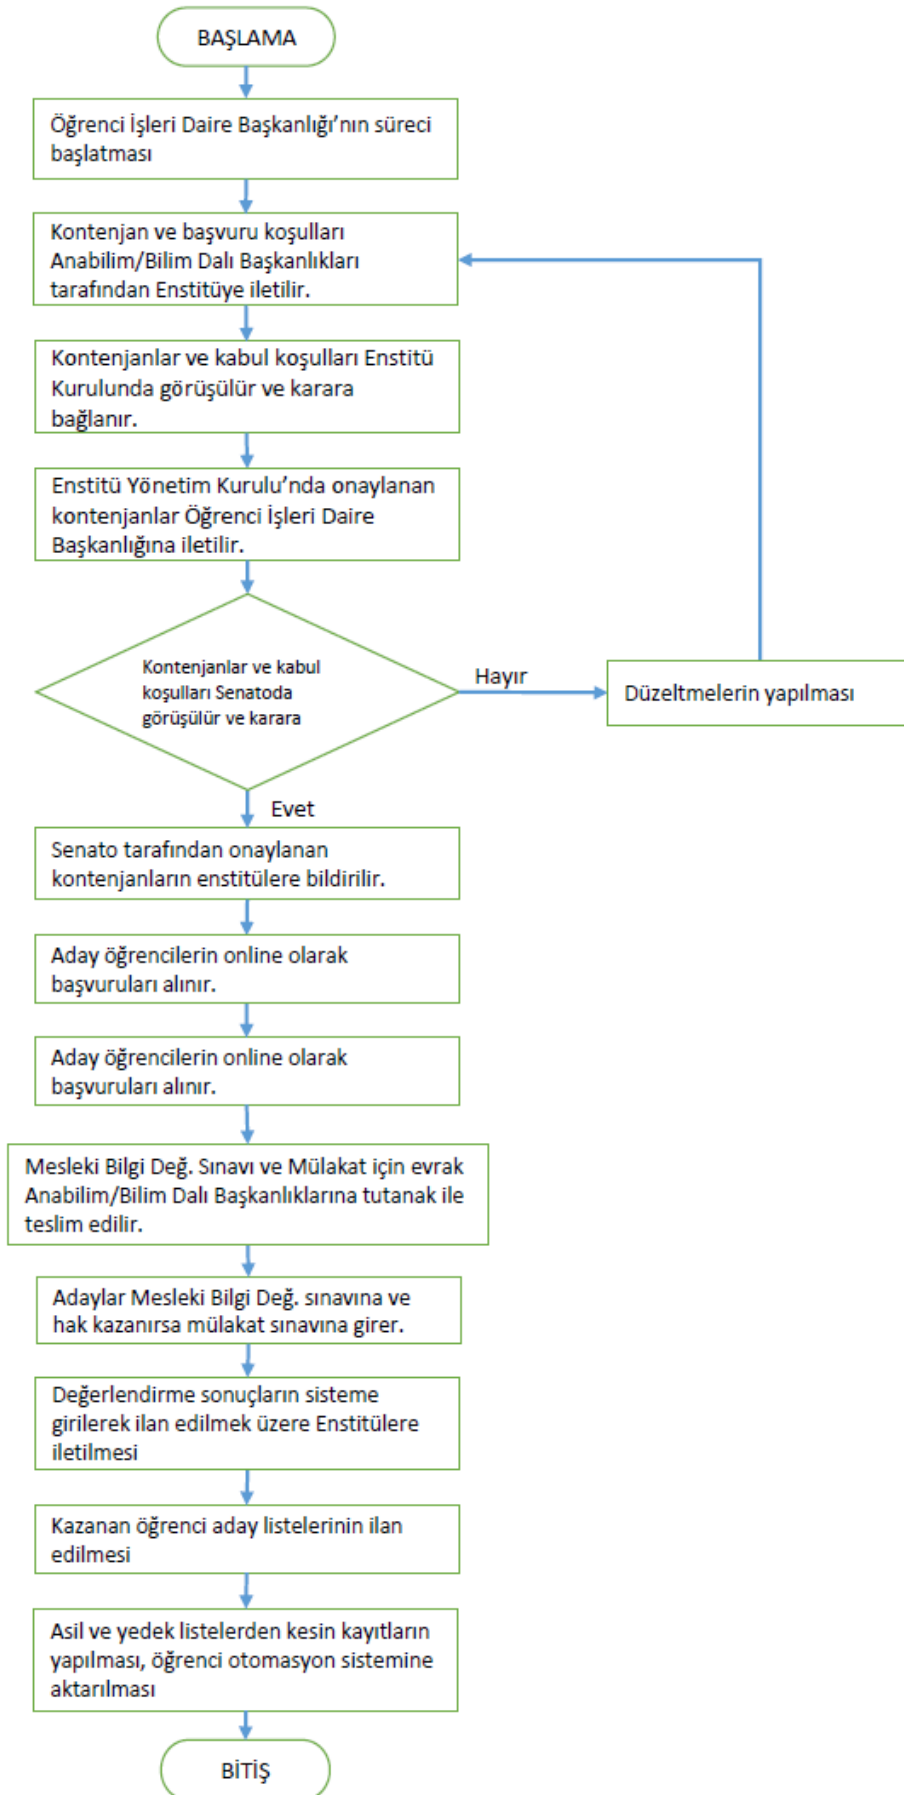 BAŞLAMA
Öğrenci İşleri Daire Başkanlığı’nın süreci
başlatması
Kontenjan ve başvuru koşulları
Anabilim/Bilim Dalı Başkanlıkları
tarafından Enstitüye iletilir.
Kontenjanlar ve kabul koşulları Enstitü
Kurulunda görüşülür ve karara
bağlanır.
Enstitü Yönetim Kurulu’nda onaylanan
kontenjanlar Öğrenci İşleri Daire
Başkanlığına iletilir.
Kontenjanlar ve kabul
koşulları Senatoda
görüşülür ve karara
Hayır
Düzeltmelerin yapılması
Evet
Senato tarafından onaylanan
kontenjanların enstitülere bildirilir.
Aday öğrencilerin online olarak
başvuruları alınır.
Aday öğrencilerin online olarak
başvuruları alınır.
Mesleki Bilgi Değ. Sınavı ve Mülakat için evrak
Anabilim/Bilim Dalı Başkanlıklarına tutanak ile
teslim edilir.
Adaylar Mesleki Bilgi Değ. sınavına ve
hak kazanırsa mülakat sınavına girer.
Değerlendirme sonuçların sisteme
girilerek ilan edilmek üzere Enstitülere
iletilmesi
Kazanan öğrenci aday listelerinin ilan
edilmesi
Asil ve yedek listelerden kesin kayıtların
yapılması, öğrenci otomasyon sistemine
aktarılması
BİTİŞ